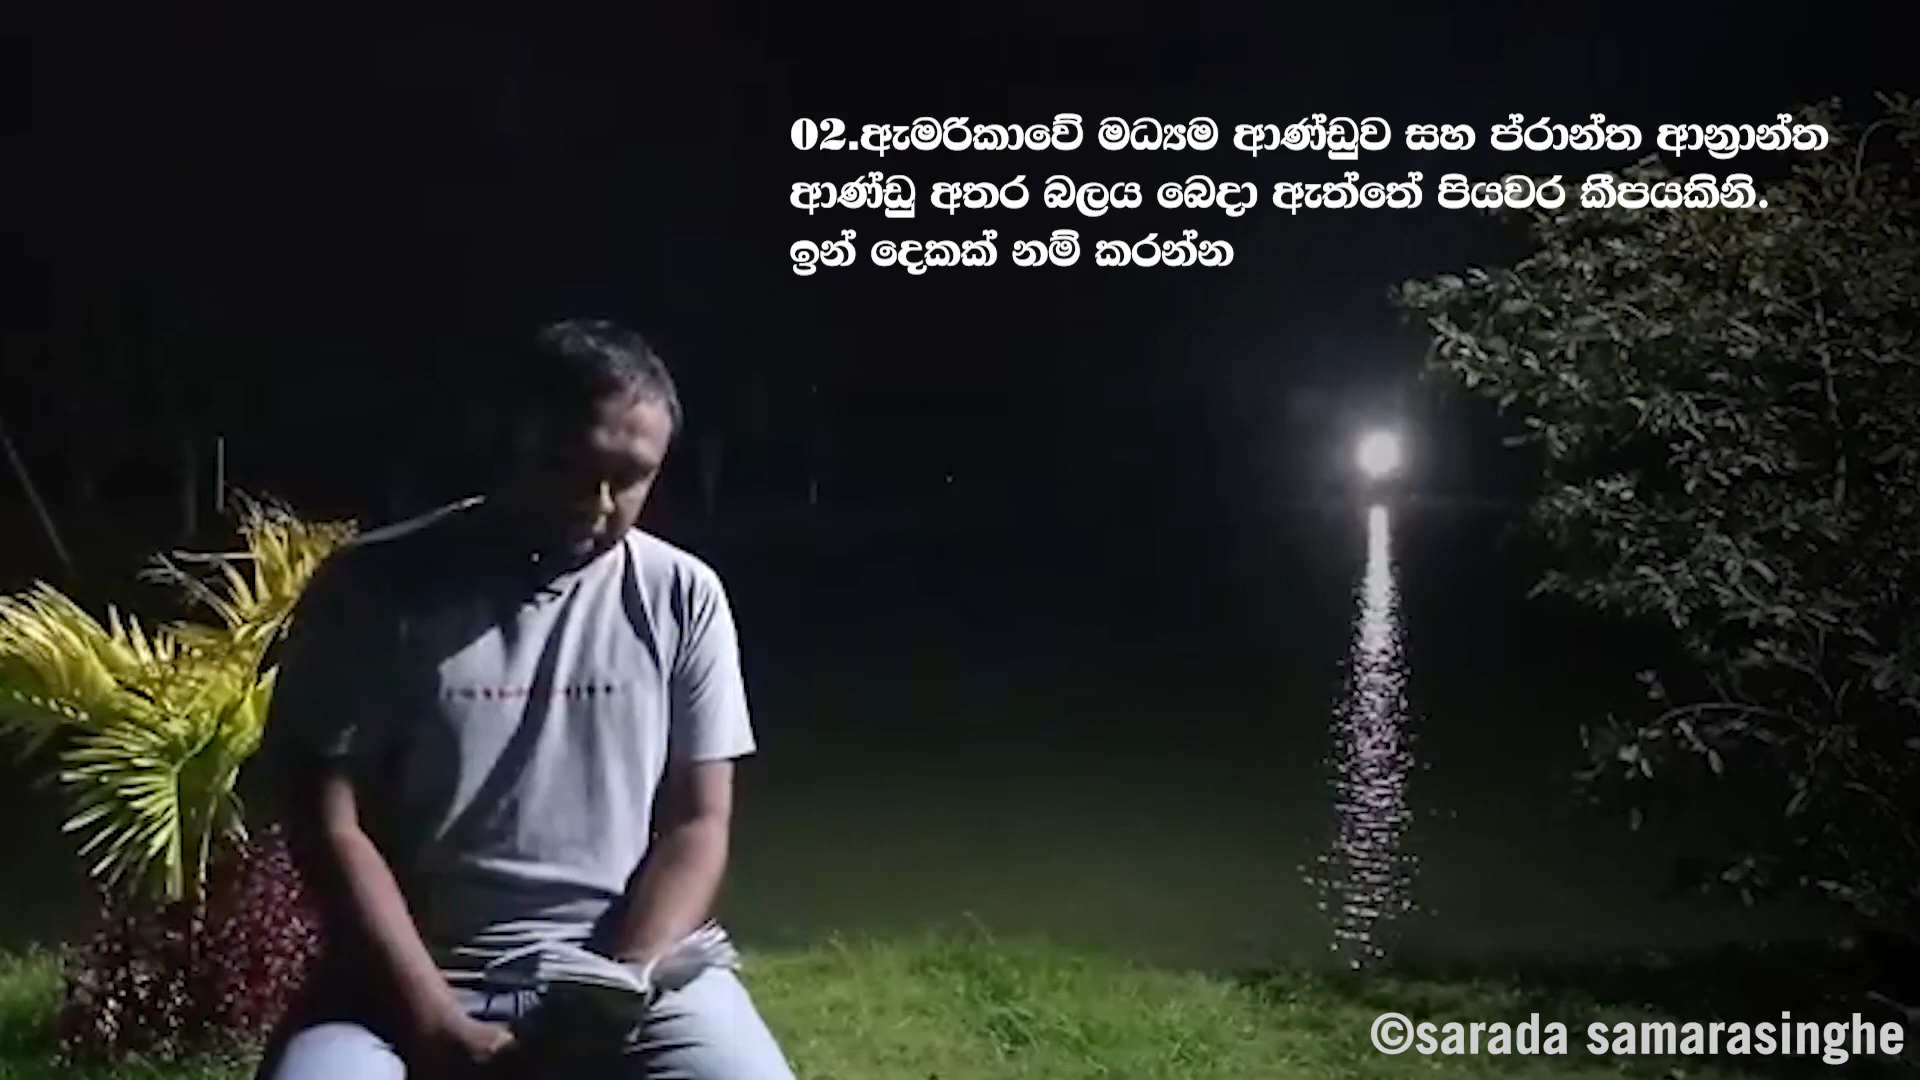 02.ඇමරිකාවේ මධ්‍යම ආණ්ඩුව සහ ප්රාන්ත ආන්‍රාන්ත
ආණ්ඩු අතර බලය බෙදා ඇත්තේ පියවර කීපයකිනි.
ඉන් දෙකක් නම් කරන්න
©sarada samarasinghe